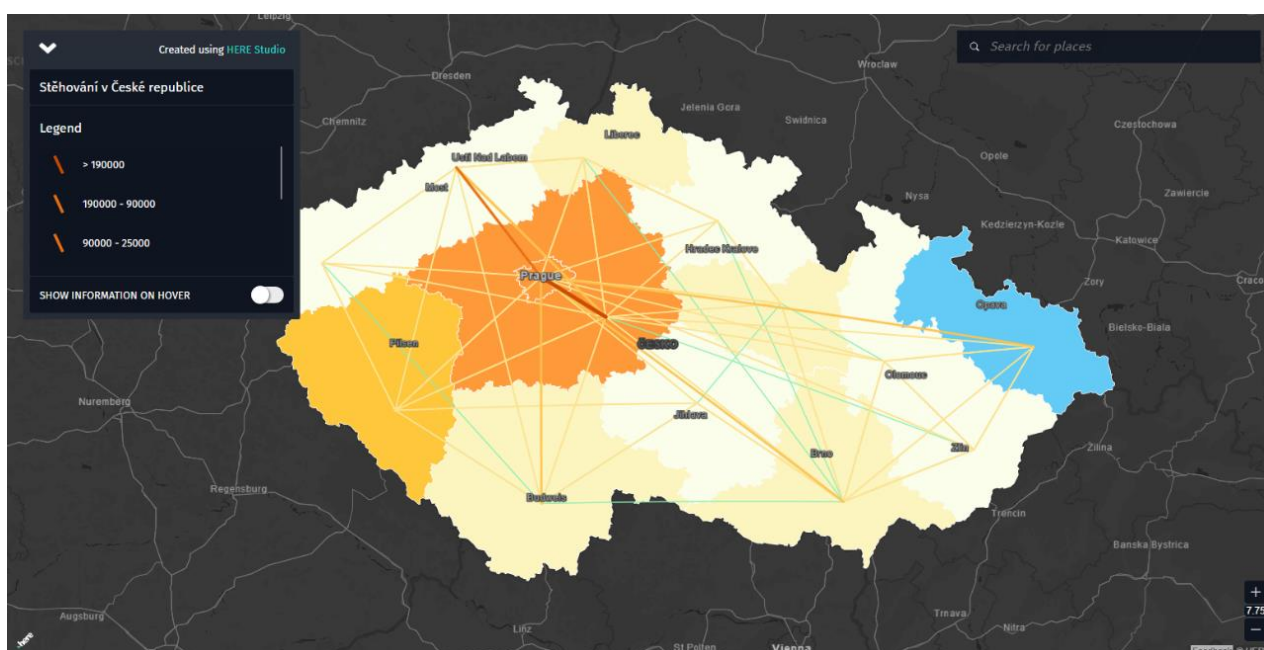 Leipzig
Created using HERE Studio
Search for places
Wroclaw
Dresden
Stěhování v České republice
Jelenia Gora
Swidnica
Czestochowa
Chemnitz
Legend
Liberec
> 190000
Usti Nad Labem
Opole
Most
Nysa
Zawiercie
190000 - 90000
Kedzierzyn-Kozle
Katowice
90000 - 25000
Hradec Kralove
Prague
Zory
Craco
SHOW INFORMATION ON HOVER
Opava
Bielsko-Biala
Pilsen
ČESKO
Olomouc
Nuremberg
Jihlava
Zlin
Zilina
Brno
Regensburg
Budweis
Trencin
Banska Bystrica
+
7.75
−
Augsburg
Trnava
Linz
Nitra
here
St Polten
Vienna